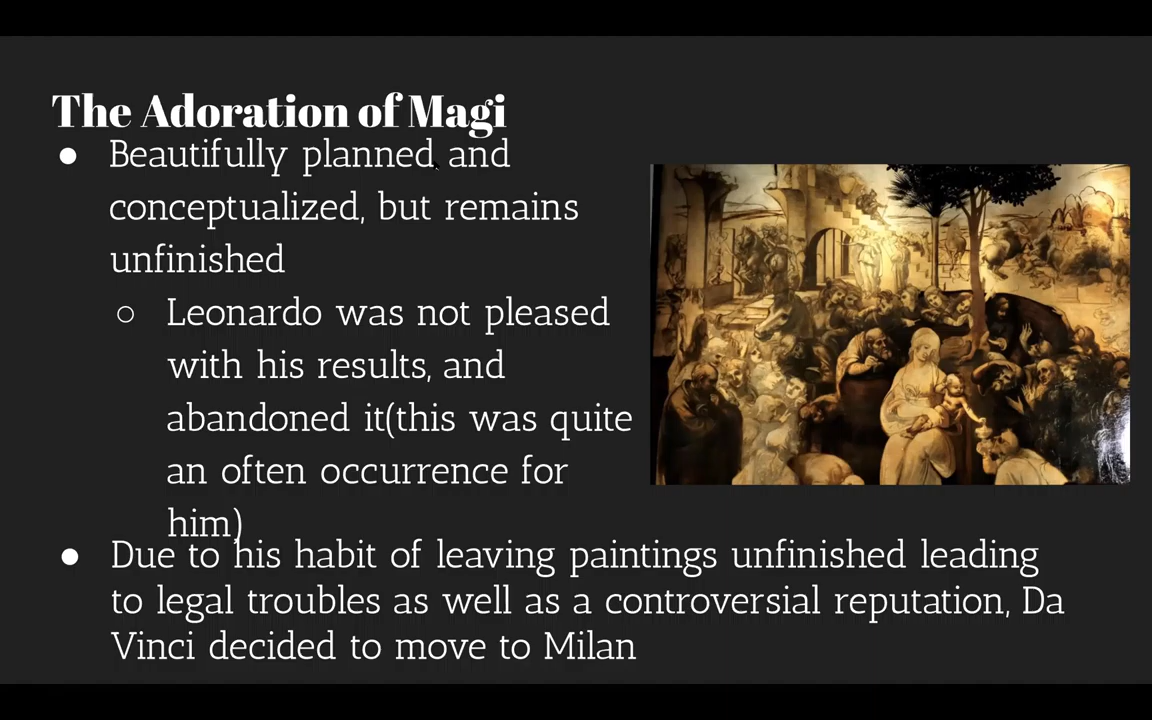 The Adoration of Magi
● Beautifully planned and
conceptualized, but remains
unfinished
○ Leonardo was not pleased
with his results, and
abandoned it(this was quite
an often occurrence for
him)
● Due to his habit of leaving paintings unfinished leading
to legal troubles as well as a controversial reputation, Da
Vinci decided to move to Milan